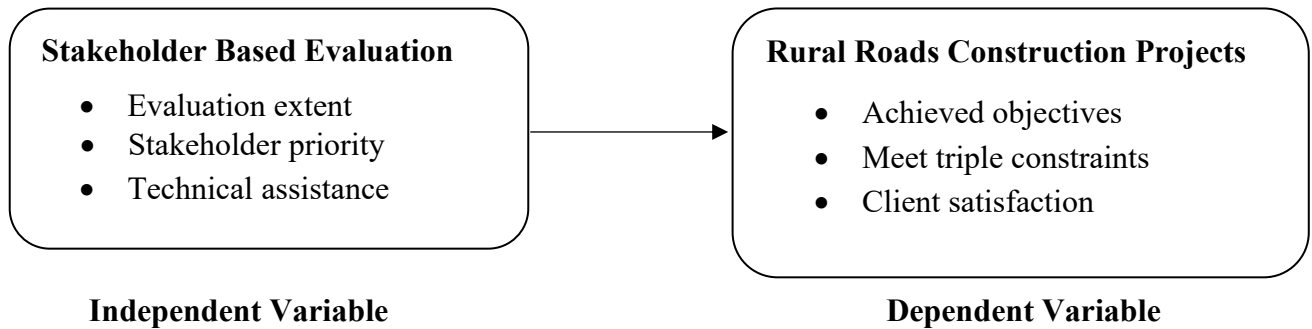 Stakeholder Based Evaluation
• Evaluation extent
• Stakeholder priority
• Technical assistance
Rural Roads Construction Projects
• Achieved objectives
• Meet triple constraints
• Client satisfaction
Independent Variable
Dependent Variable